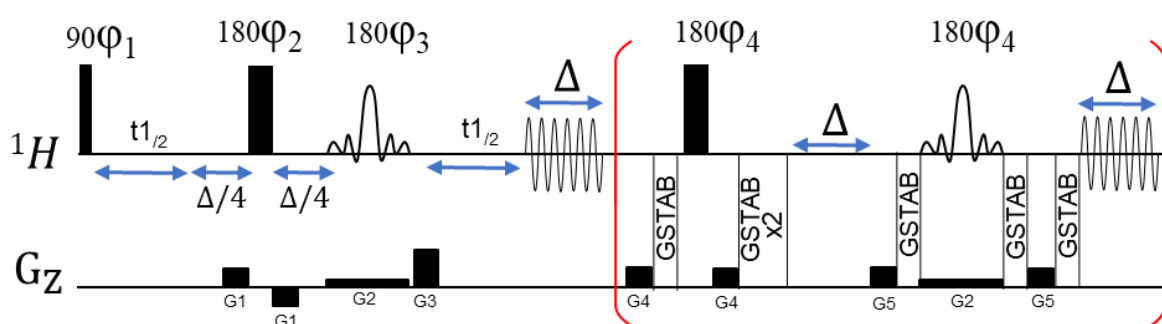 90φ1 180φ2 180φ3 180φ4 180φ4
Δ Δ Δ
t1/2 t1/2
1H
Δ/4 Δ/4
GSTAB GSTAB x2 GSTAB GSTAB GSTAB
GZ
G1 G1 G2 G3 G4 G4 G5 G2 G5